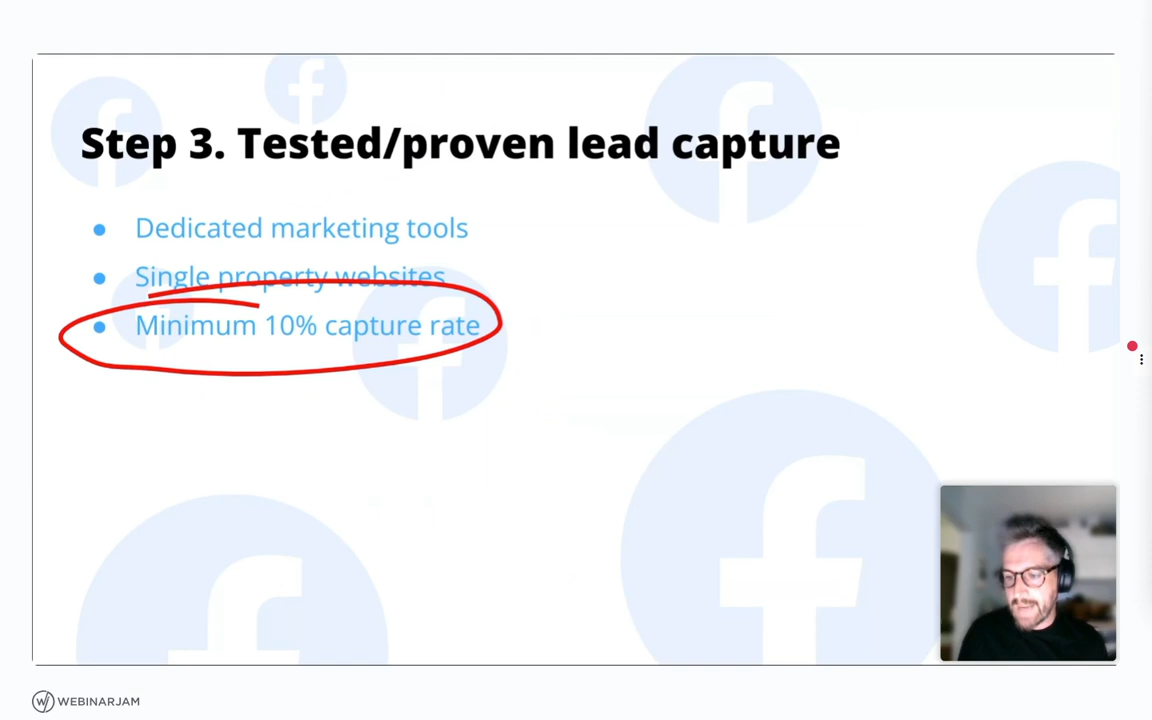 Step 3. Tested/proven lead capture
● Dedicated marketing tools
● Single property websites
● Minimum 10% capture rate
WEBINARJAM